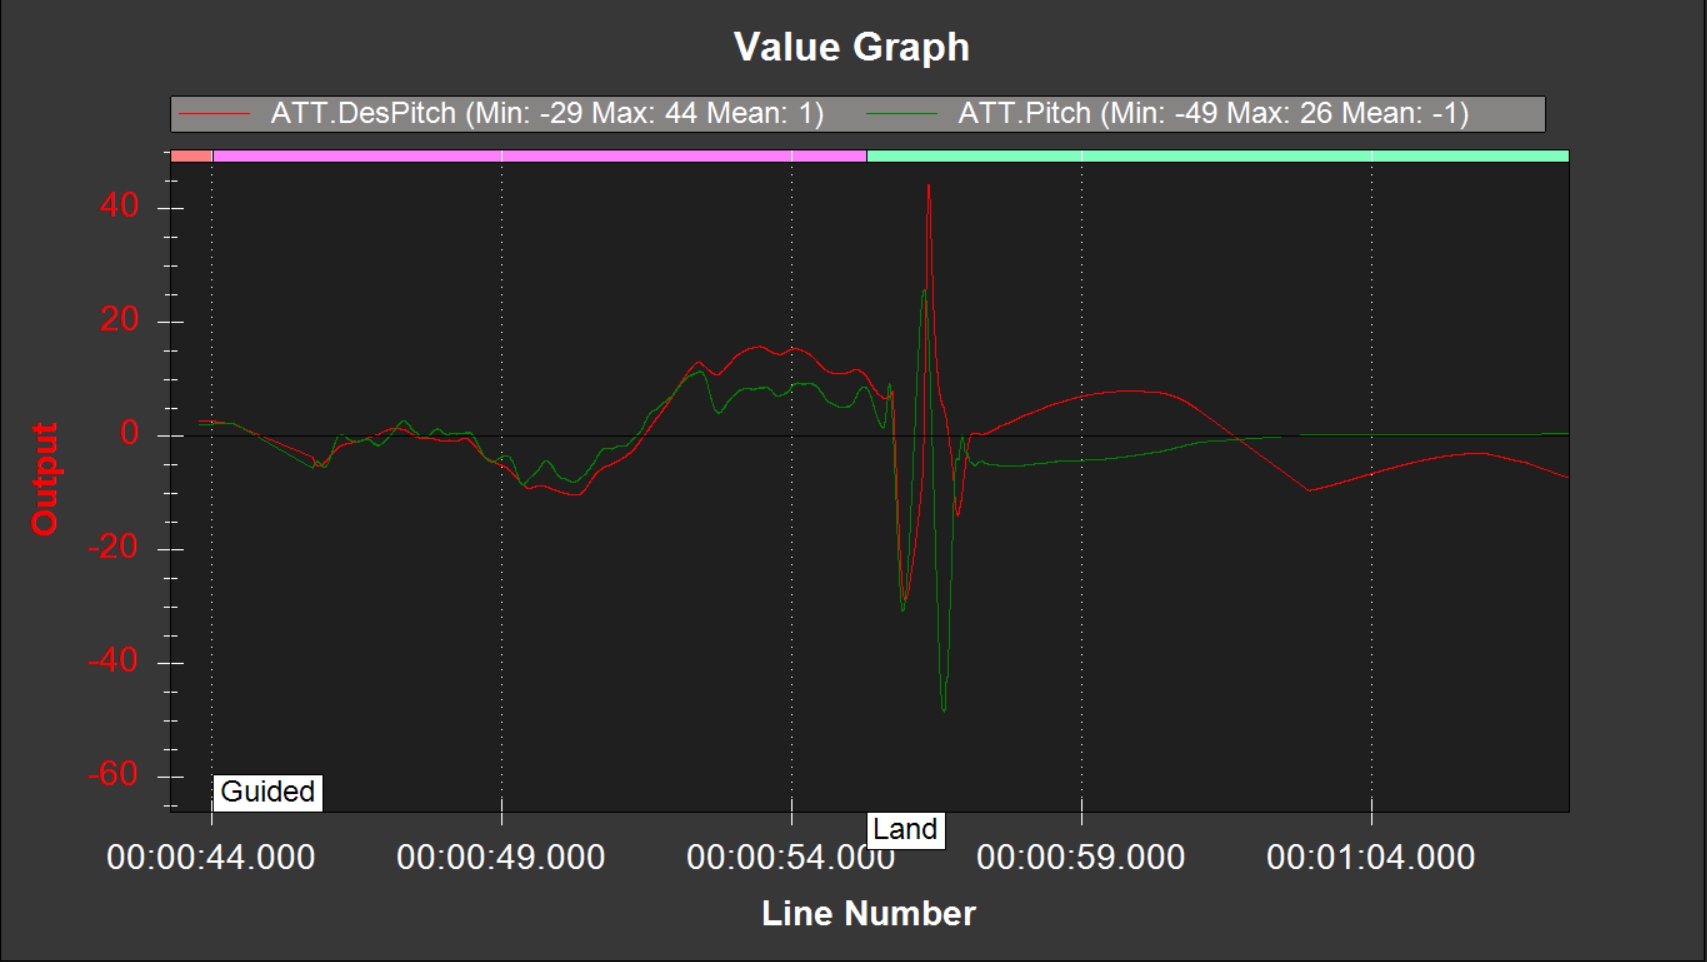 Value Graph
ATT.DesPitch (Min: -29 Max: 44 Mean: 1)
ATT.Pitch (Min: -49 Max: 26 Mean: -1)
40
20
0
-20
-40
-60
Output
Guided
Land
00:00:44.000
00:00:49.000
00:00:54.000
00:00:59.000
00:01:04.000
Line Number